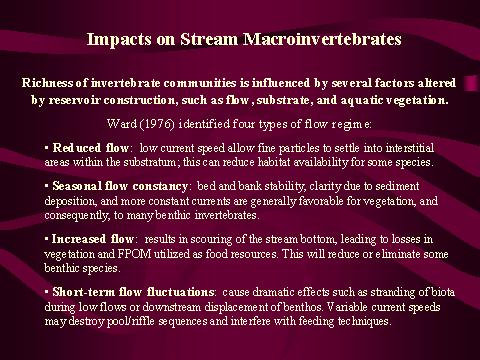 Impacts on Stream Macroinvertebrates
Richness of invertebrate communities is influenced by several factors altered
by reservoir construction, such as flow, substrate, and aquatic vegetation.
Ward (1976) identified four types of flow regime:
• Reduced flow: low current speed allow fine particles to settle into interstitial
areas within the substratum; this can reduce habitat availability for some species.
• Seasonal flow constancy: bed and bank stability, clarity due to sediment
deposition, and more constant currents are generally favorable for vegetation, and
consequently, to many benthic invertebrates.
• Increased flow: results in scouring of the stream bottom, leading to losses in
vegetation and FPOM utilized as food resources. This will reduce or eliminate some
benthic species.
• Short-term flow fluctuations: cause dramatic effects such as stranding of biota
during low flows or downstream displacement of benthos. Variable current speeds
may destroy pool/riffle sequences and interfere with feeding techniques.